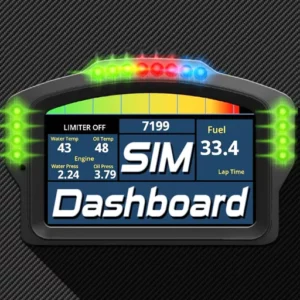 LIMITER OFF 7199 Fuel
Water Temp Oil Temp
43 48 33.4
Engine
Water Press Oil Press
2.24 3.79 Lap Time
SIM
Dashboard